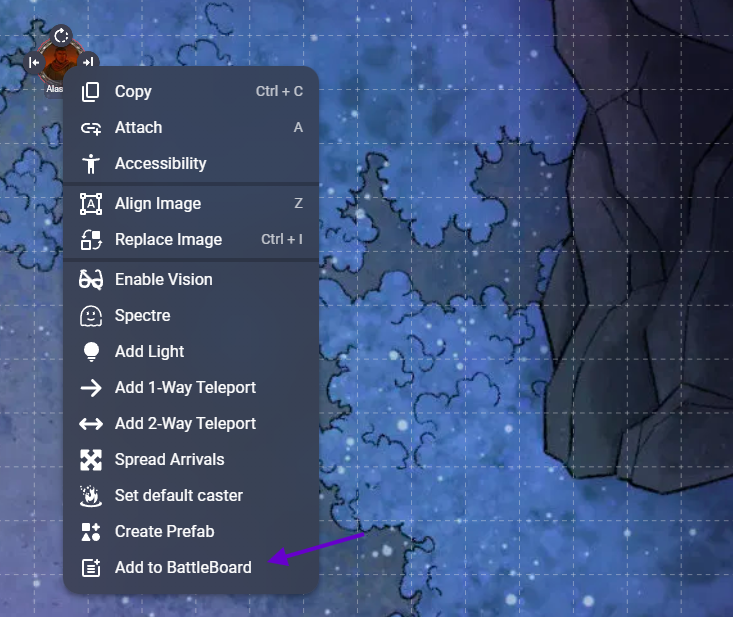 Alas
Copy Ctrl + C
Attach A
Accessibility
Align Image Z
Replace Image Ctrl + I
Enable Vision
Spectre
Add Light
Add 1-Way Teleport
Add 2-Way Teleport
Spread Arrivals
Set default caster
Create Prefab
Add to BattleBoard